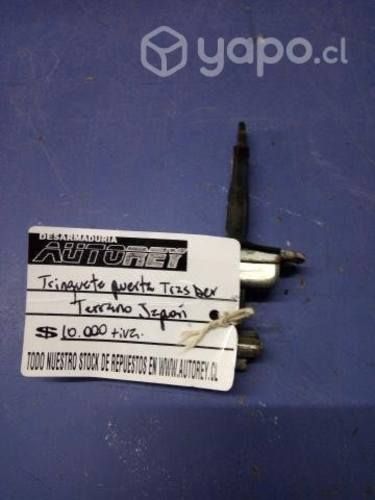 yapo.cl
DESARMADURIA
AUTOREY
Trinquete puerta Tras Der
Terrano Japón
$ 10.000 + iva.
TODO NUESTRO STOCK DE REPUESTOS EN WWW.AUTOREY.CL